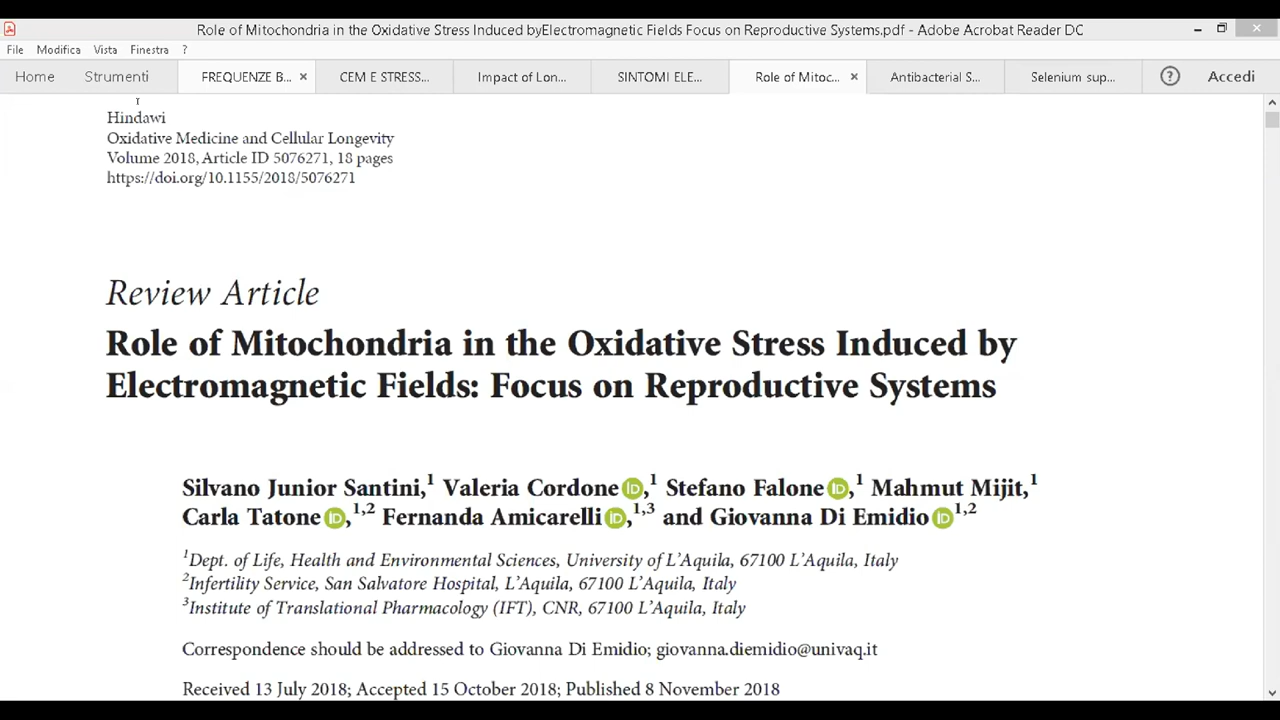 Role of Mitochondria in the Oxidative Stress Induced byElectromagnetic Fields Focus on Reproductive Systems.pdf - Adobe Acrobat Reader DC
File Modifica Vista Finestra ?
Home Strumenti FREQUENZE B... × CEM E STRESS... Impact of Lon... SINTOMI ELE... Role of Mitoc... × Antibacterial S... Selenium sup... ? Accedi
Hindawi
Oxidative Medicine and Cellular Longevity
Volume 2018, Article ID 5076271, 18 pages
https://doi.org/10.1155/2018/5076271
Review Article
Role of Mitochondria in the Oxidative Stress Induced by
Electromagnetic Fields: Focus on Reproductive Systems
Silvano Junior Santini,1 Valeria Cordone iD,1 Stefano Falone iD,1 Mahmut Mijit,1
Carla Tatone iD,1,2 Fernanda Amicarelli iD,1,3 and Giovanna Di Emidio iD1,2
1Dept. of Life, Health and Environmental Sciences, University of L'Aquila, 67100 L'Aquila, Italy
2Infertility Service, San Salvatore Hospital, L'Aquila, 67100 L'Aquila, Italy
3Institute of Translational Pharmacology (IFT), CNR, 67100 L'Aquila, Italy
Correspondence should be addressed to Giovanna Di Emidio; giovanna.diemidio@univaq.it
Received 13 July 2018; Accepted 15 October 2018; Published 8 November 2018